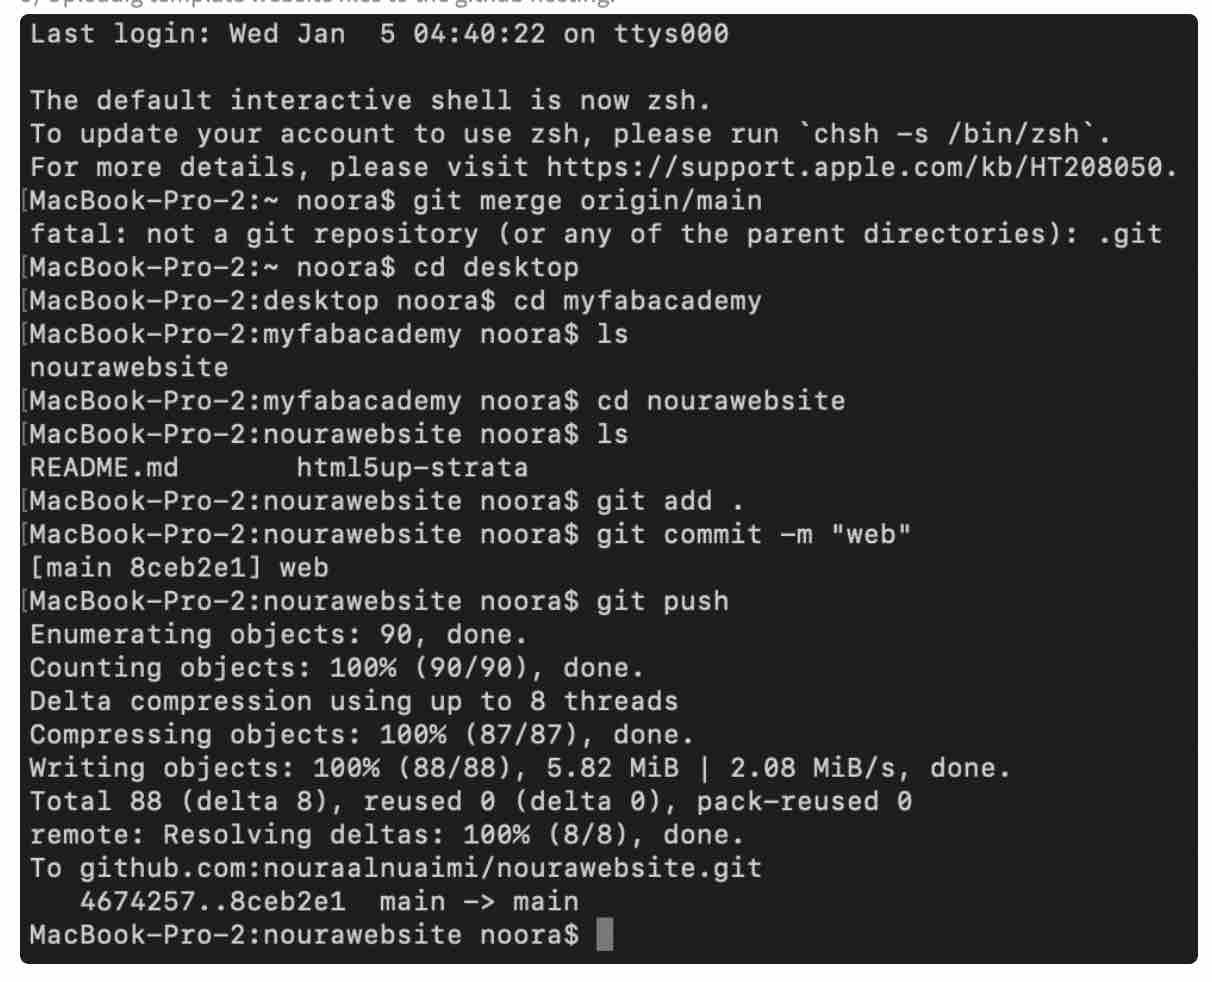 Last login: Wed Jan  5 04:40:22 on ttys000
The default interactive shell is now zsh.
To update your account to use zsh, please run `chsh -s /bin/zsh`.
For more details, please visit https://support.apple.com/kb/HT208050.
[MacBook-Pro-2:~ noora$ git merge origin/main
fatal: not a git repository (or any of the parent directories): .git
[MacBook-Pro-2:~ noora$ cd desktop
[MacBook-Pro-2:desktop noora$ cd myfabacademy
[MacBook-Pro-2:myfabacademy noora$ ls
nourawebsite
[MacBook-Pro-2:myfabacademy noora$ cd nourawebsite
[MacBook-Pro-2:nourawebsite noora$ ls
README.md       html5up-strata
[MacBook-Pro-2:nourawebsite noora$ git add .
[MacBook-Pro-2:nourawebsite noora$ git commit -m "web"
[main 8ceb2e1] web
[MacBook-Pro-2:nourawebsite noora$ git push
Enumerating objects: 90, done.
Counting objects: 100% (90/90), done.
Delta compression using up to 8 threads
Compressing objects: 100% (87/87), done.
Writing objects: 100% (88/88), 5.82 MiB | 2.08 MiB/s, done.
Total 88 (delta 8), reused 0 (delta 0), pack-reused 0
remote: Resolving deltas: 100% (8/8), done.
To github.com:nouraalnuaimi/nourawebsite.git
   4674257..8ceb2e1  main -> main
MacBook-Pro-2:nourawebsite noora$